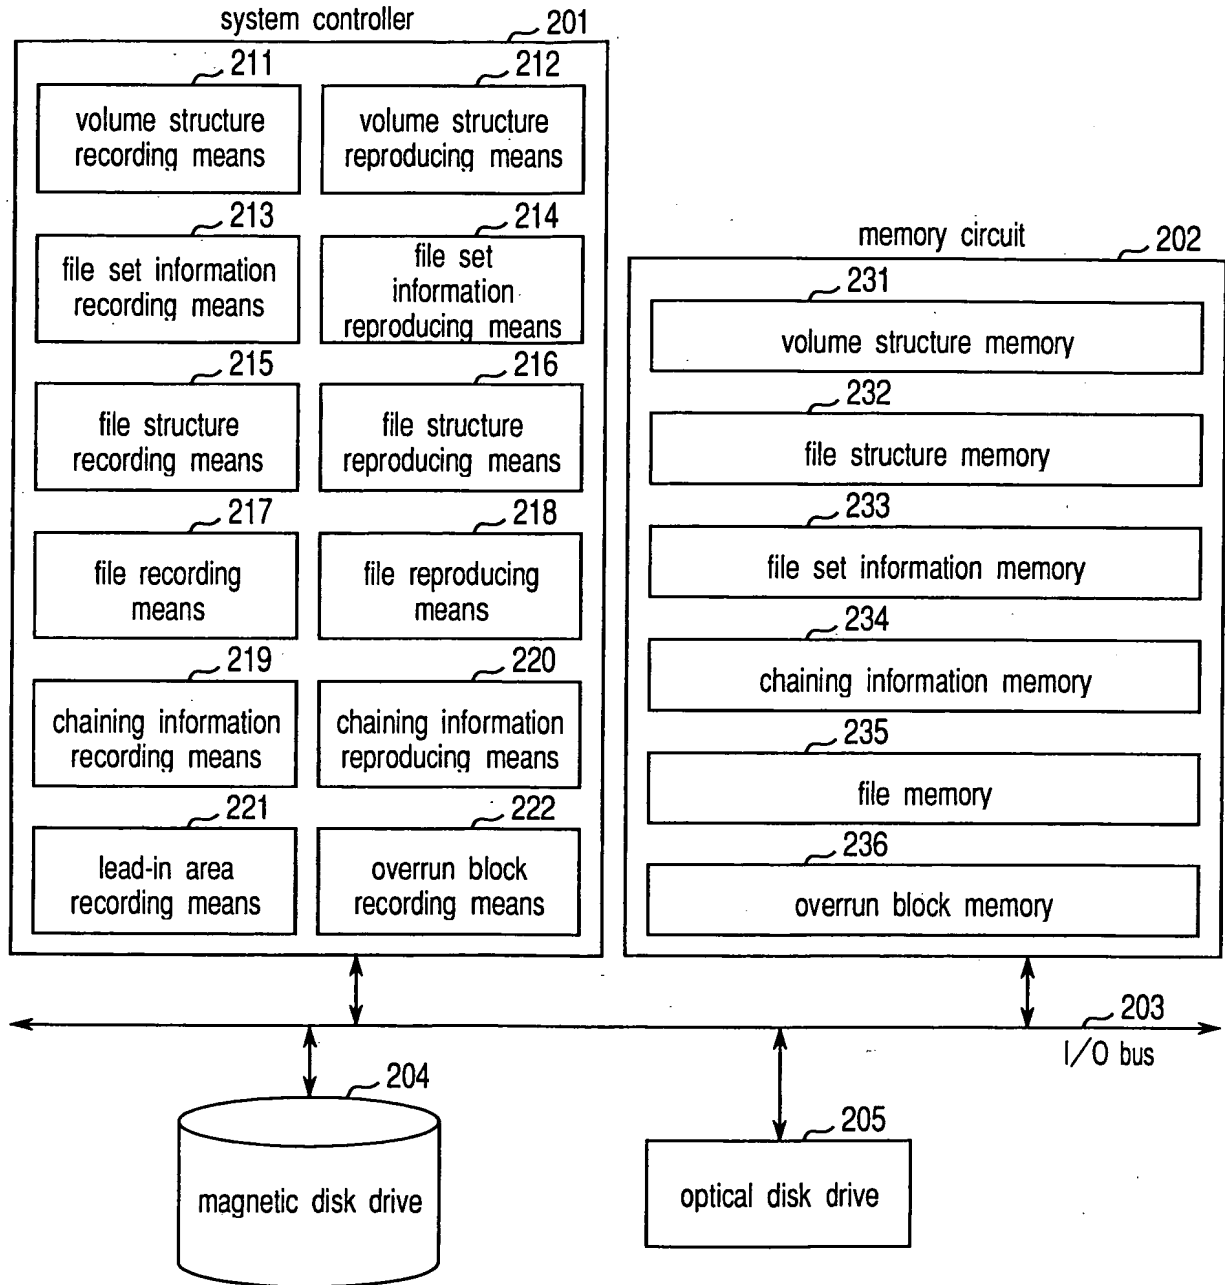 system controller
201
211
volume structure
recording means
212
volume structure
reproducing means
213
file set information
recording means
214
file set
information
reproducing means
215
file structure
recording means
216
file structure
reproducing means
217
file recording
means
218
file reproducing
means
219
chaining information
recording means
220
chaining information
reproducing means
221
lead-in area
recording means
222
overrun block
recording means
memory circuit
202
231
volume structure memory
232
file structure memory
233
file set information memory
234
chaining information memory
235
file memory
236
overrun block memory
203
I/O bus
204
magnetic disk drive
205
optical disk drive